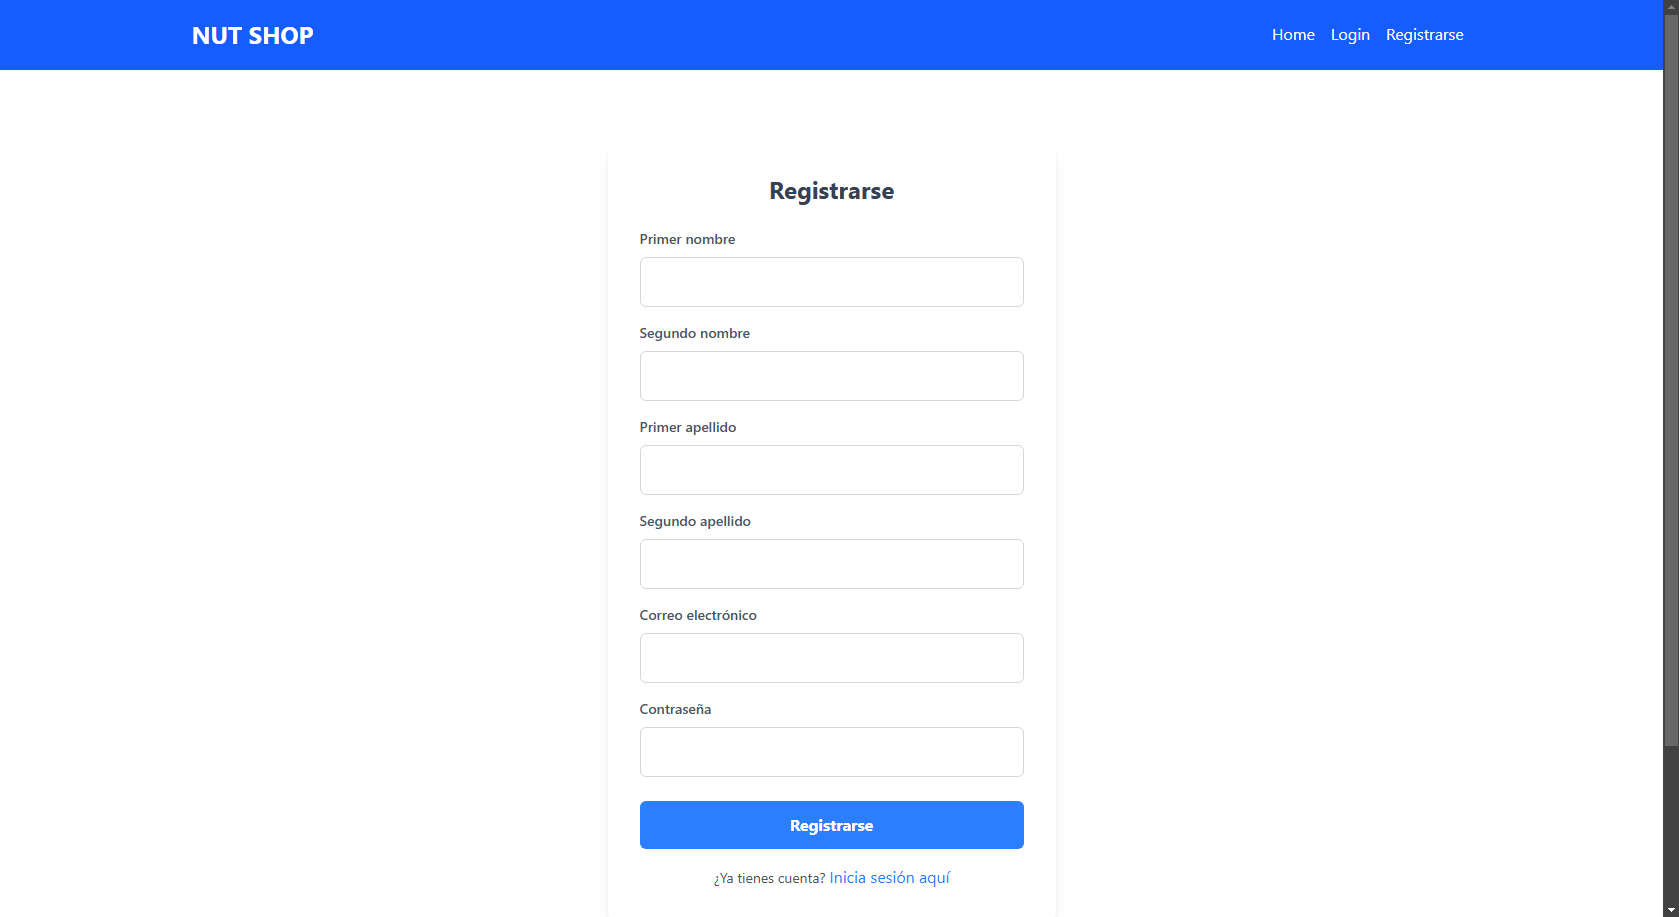 NUT SHOP
Home Login Registrarse
Registrarse
Primer nombre
Segundo nombre
Primer apellido
Segundo apellido
Correo electrónico
Contraseña
Registrarse
¿Ya tienes cuenta? Inicia sesión aquí